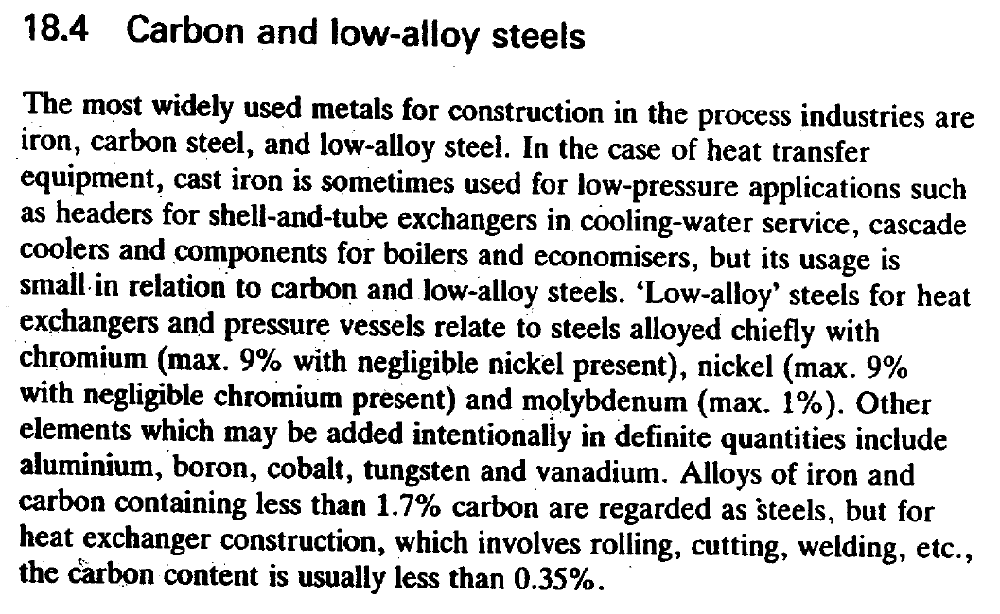 18.4 Carbon and low-alloy steels
The most widely used metals for construction in the process industries are
iron, carbon steel, and low-alloy steel. In the case of heat transfer
equipment, cast iron is sometimes used for low-pressure applications such
as headers for shell-and-tube exchangers in cooling-water service, cascade
coolers and components for boilers and economisers, but its usage is
small in relation to carbon and low-alloy steels. ‘Low-alloy’ steels for heat
exchangers and pressure vessels relate to steels alloyed chiefly with
chromium (max. 9% with negligible nickel present), nickel (max. 9%
with negligible chromium present) and molybdenum (max. 1%). Other
elements which may be added intentionally in definite quantities include
aluminium, boron, cobalt, tungsten and vanadium. Alloys of iron and
carbon containing less than 1.7% carbon are regarded as steels, but for
heat exchanger construction, which involves rolling, cutting, welding, etc.,
the carbon content is usually less than 0.35%.